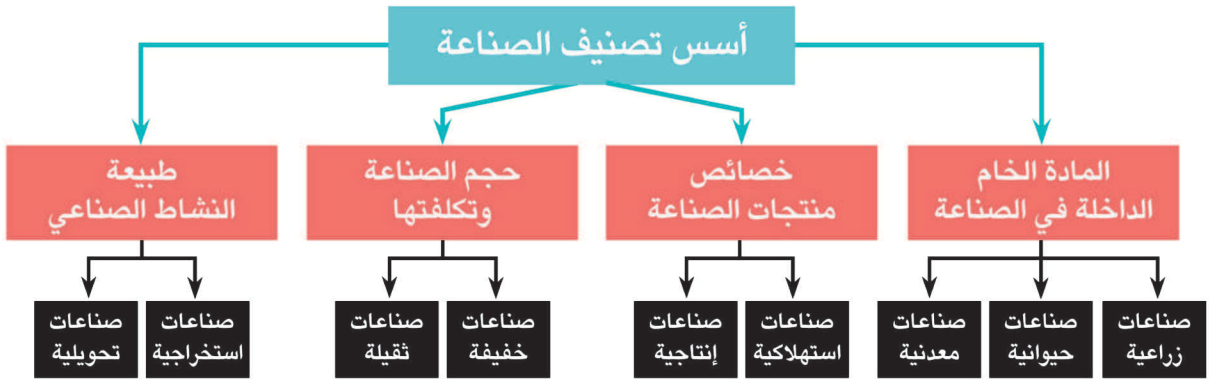 أسس تصنيف الصناعة
المادة الخام
الداخلة في الصناعة
خصائص
منتجات الصناعة
حجم الصناعة
وتكلفتها
طبيعة
النشاط الصناعي
صناعات
زراعية
صناعات
حيوانية
صناعات
معدنية
صناعات
استهلاكية
صناعات
إنتاجية
صناعات
خفيفة
صناعات
ثقيلة
صناعات
استخراجية
صناعات
تحويلية